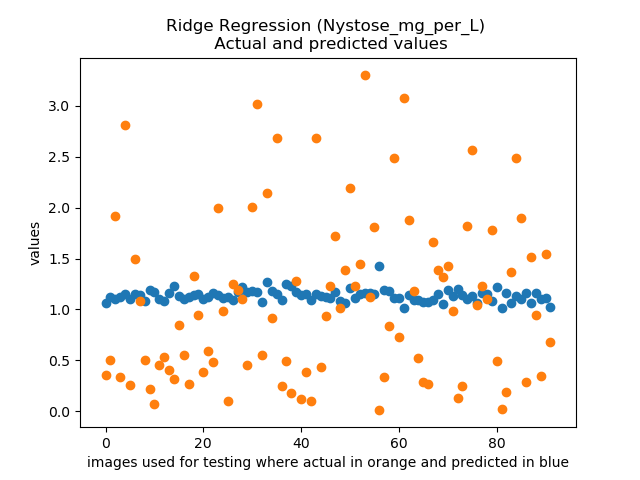 Ridge Regression (Nystose_mg_per_L)
Actual and predicted values
values
3.0
2.5
2.0
1.5
1.0
0.5
0.0
0 20 40 60 80
images used for testing where actual in orange and predicted in blue